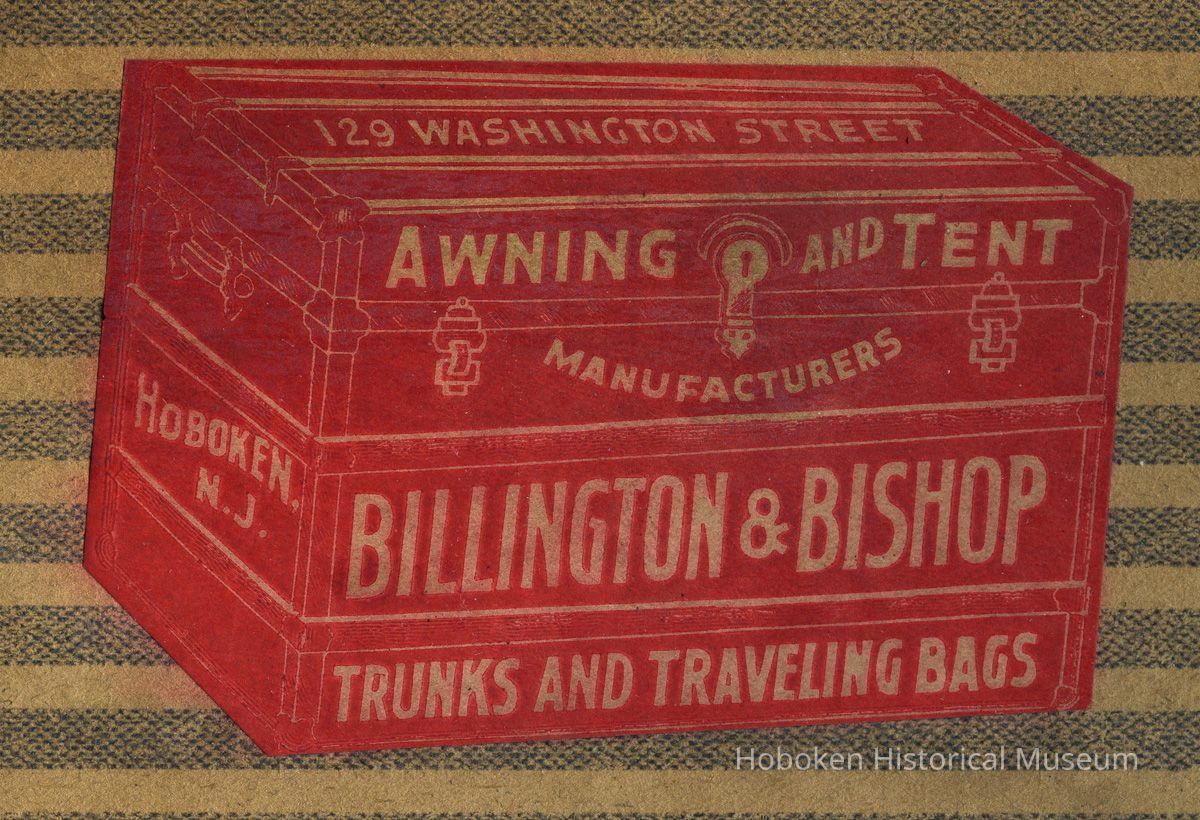 129 WASHINGTON STREET
AWNING AND TENT
MANUFACTURERS
HOBOKEN,
N.J.
BILLINGTON & BISHOP
TRUNKS AND TRAVELING BAGS
Hoboken Historical Museum